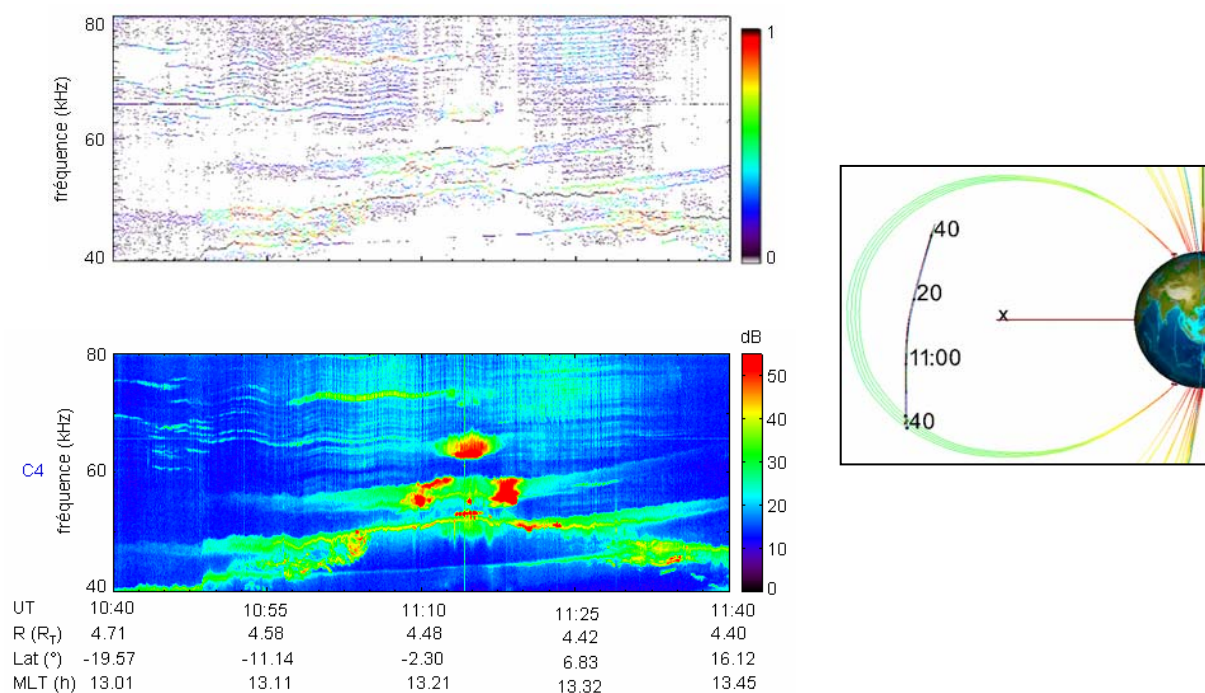 80
60
40
fréquence (kHz)
1
0
80
60
40
fréquence (kHz)
C4
dB
50
40
30
20
10
0
UT 10:40 10:55 11:10 11:25 11:40
R (R_T) 4.71 4.58 4.48 4.42 4.40
Lat (°) -19.57 -11.14 -2.30 6.83 16.12
MLT (h) 13.01 13.11 13.21 13.32 13.45
:40
:20
x
11:00
:40